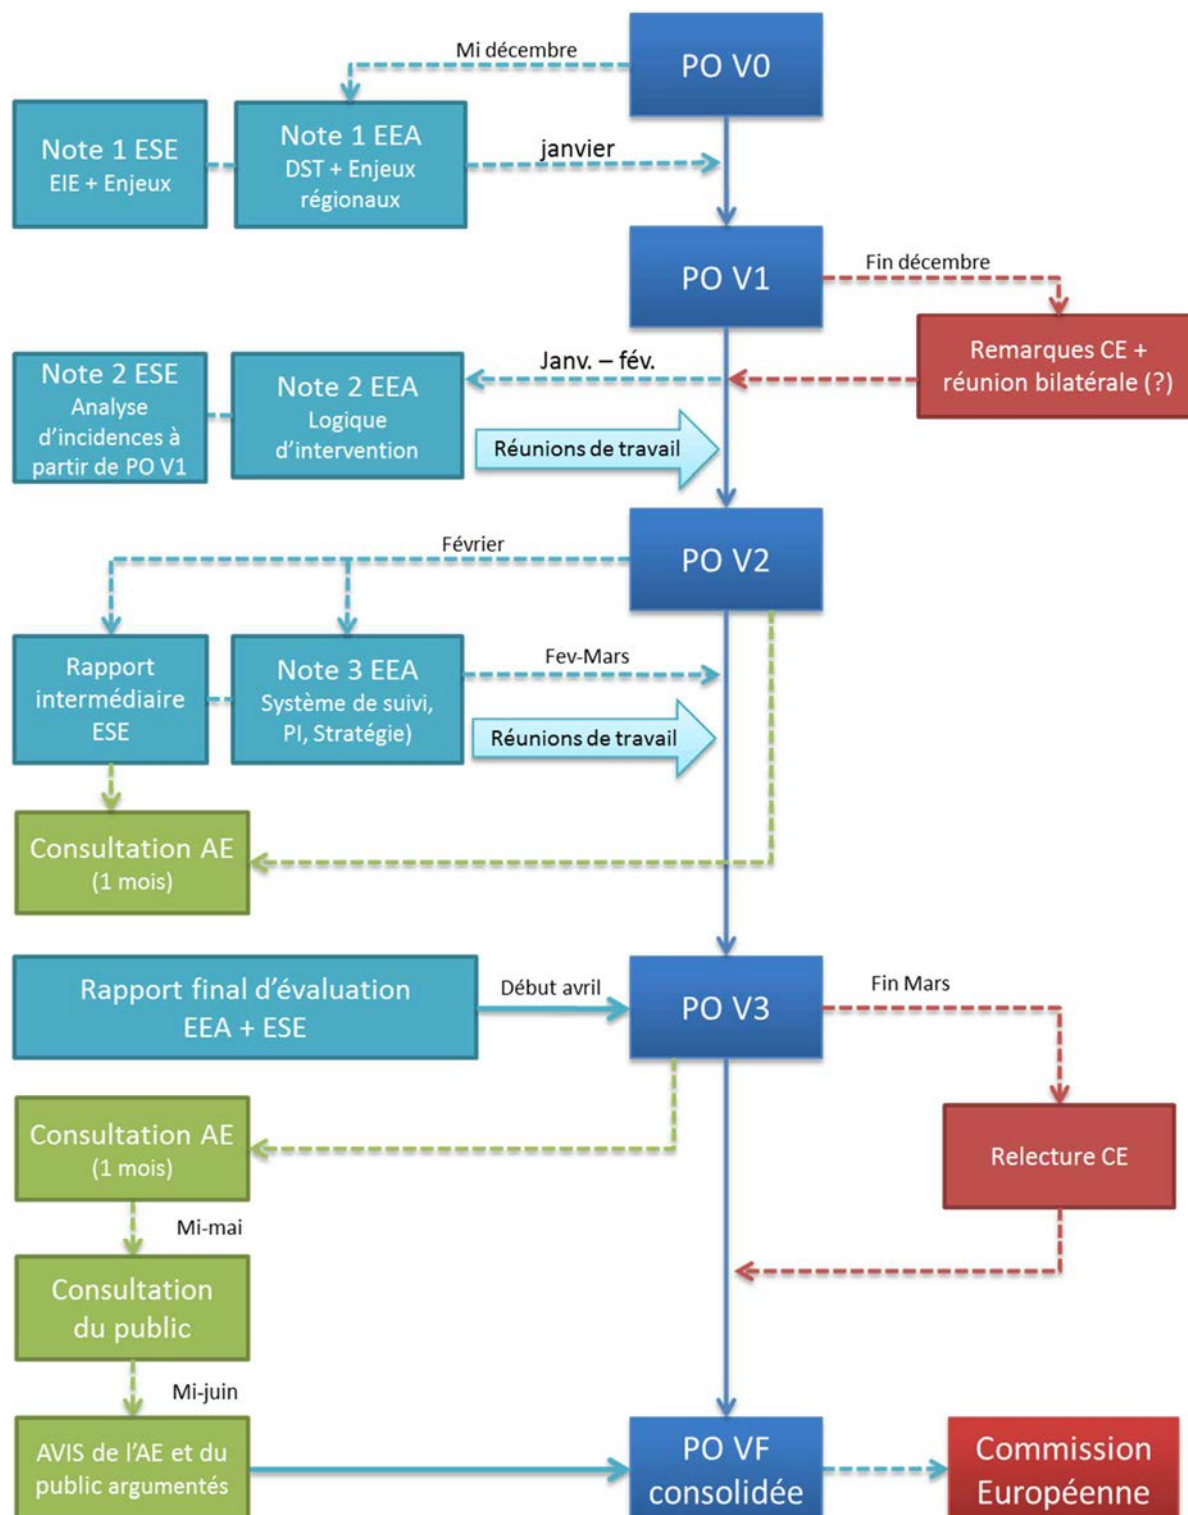 Mi décembre
PO V0
Note 1 ESE
EIE + Enjeux
Note 1 EEA
DST + Enjeux
régionaux
janvier
PO V1
Fin décembre
Remarques CE +
réunion bilatérale (?)
Note 2 ESE
Analyse
d’incidences à
partir de PO V1
Note 2 EEA
Logique
d’intervention
Janv. – fév.
Réunions de travail
PO V2
Février
Rapport
intermédiaire
ESE
Note 3 EEA
Système de suivi,
PI, Stratégie)
Fev-Mars
Réunions de travail
Consultation AE
(1 mois)
Rapport final d’évaluation
EEA + ESE
Début avril
PO V3
Fin Mars
Consultation AE
(1 mois)
Relecture CE
Mi-mai
Consultation
du public
Mi-juin
AVIS de l’AE et du
public argumentés
PO VF
consolidée
Commission
Européenne